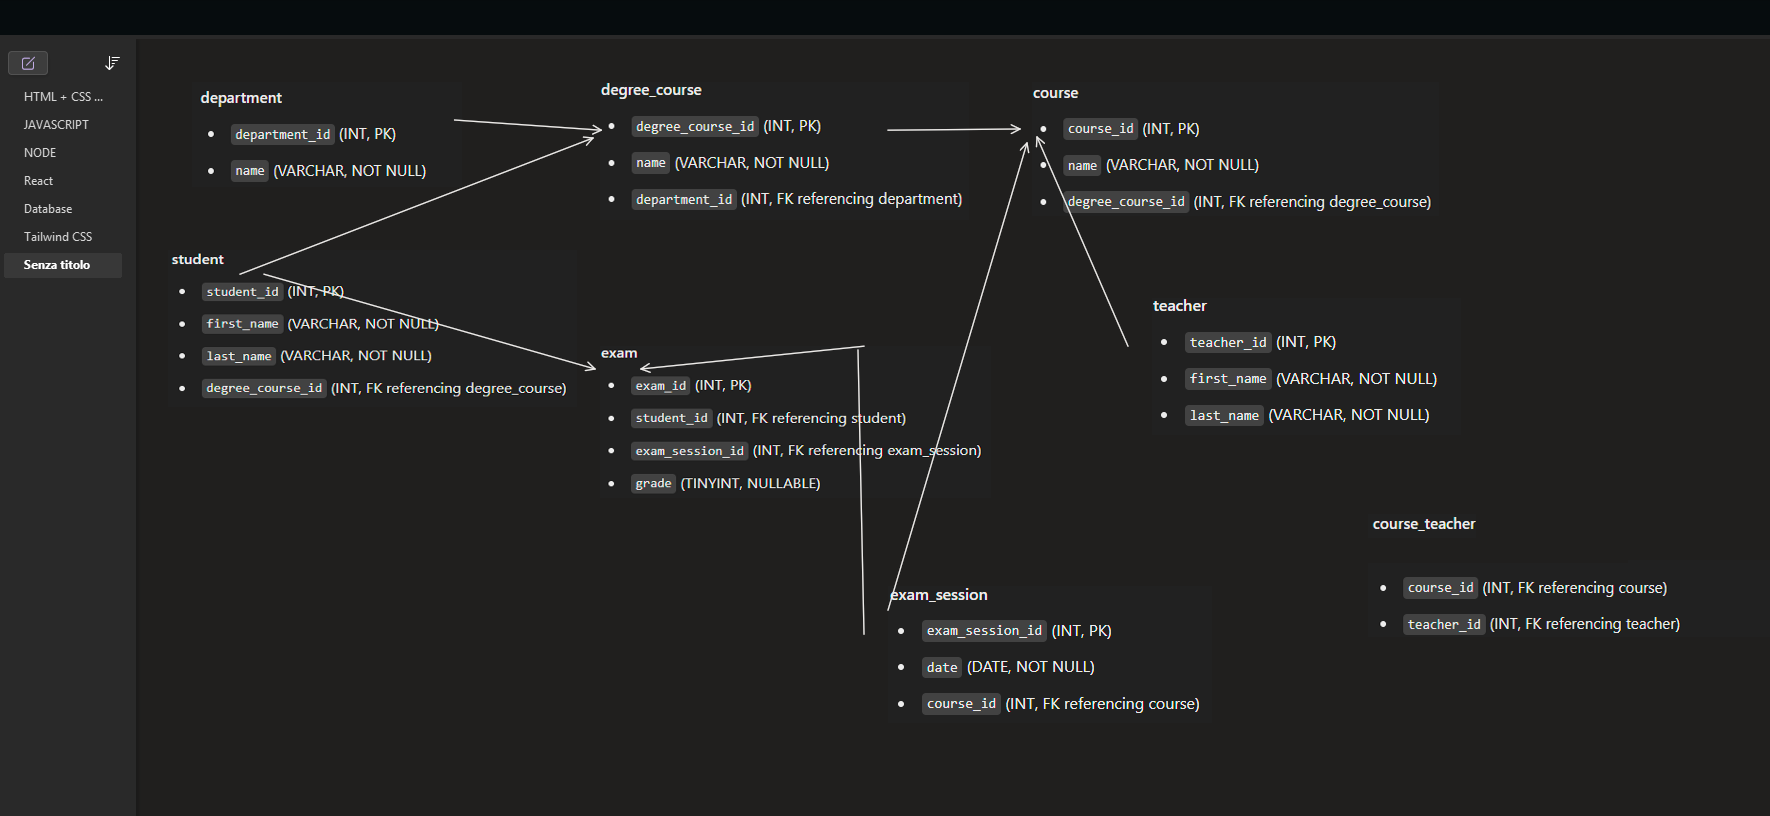 HTML + CSS ...
JAVASCRIPT
NODE
React
Database
Tailwind CSS
Senza titolo
department
department_id (INT, PK)
name (VARCHAR, NOT NULL)
degree_course
degree_course_id (INT, PK)
name (VARCHAR, NOT NULL)
department_id (INT, FK referencing department)
course
course_id (INT, PK)
name (VARCHAR, NOT NULL)
degree_course_id (INT, FK referencing degree_course)
student
student_id (INT, PK)
first_name (VARCHAR, NOT NULL)
last_name (VARCHAR, NOT NULL)
degree_course_id (INT, FK referencing degree_course)
exam
exam_id (INT, PK)
student_id (INT, FK referencing student)
exam_session_id (INT, FK referencing exam_session)
grade (TINYINT, NULLABLE)
teacher
teacher_id (INT, PK)
first_name (VARCHAR, NOT NULL)
last_name (VARCHAR, NOT NULL)
exam_session
exam_session_id (INT, PK)
date (DATE, NOT NULL)
course_id (INT, FK referencing course)
course_teacher
course_id (INT, FK referencing course)
teacher_id (INT, FK referencing teacher)